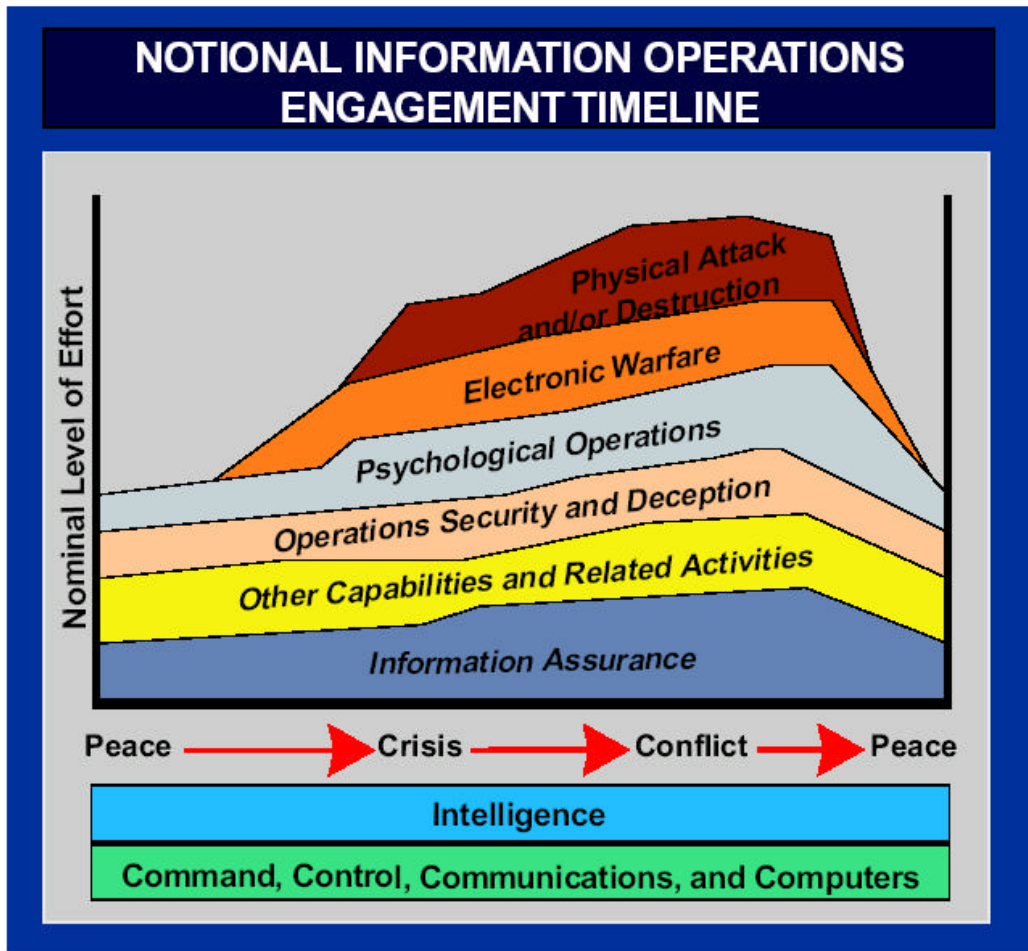 NOTIONAL INFORMATION OPERATIONS
ENGAGEMENT TIMELINE
Nominal Level of Effort
Physical Attack
and/or Destruction
Electronic Warfare
Psychological Operations
Operations Security and Deception
Other Capabilities and Related Activities
Information Assurance
Peace Crisis Conflict Peace
Intelligence
Command, Control, Communications, and Computers